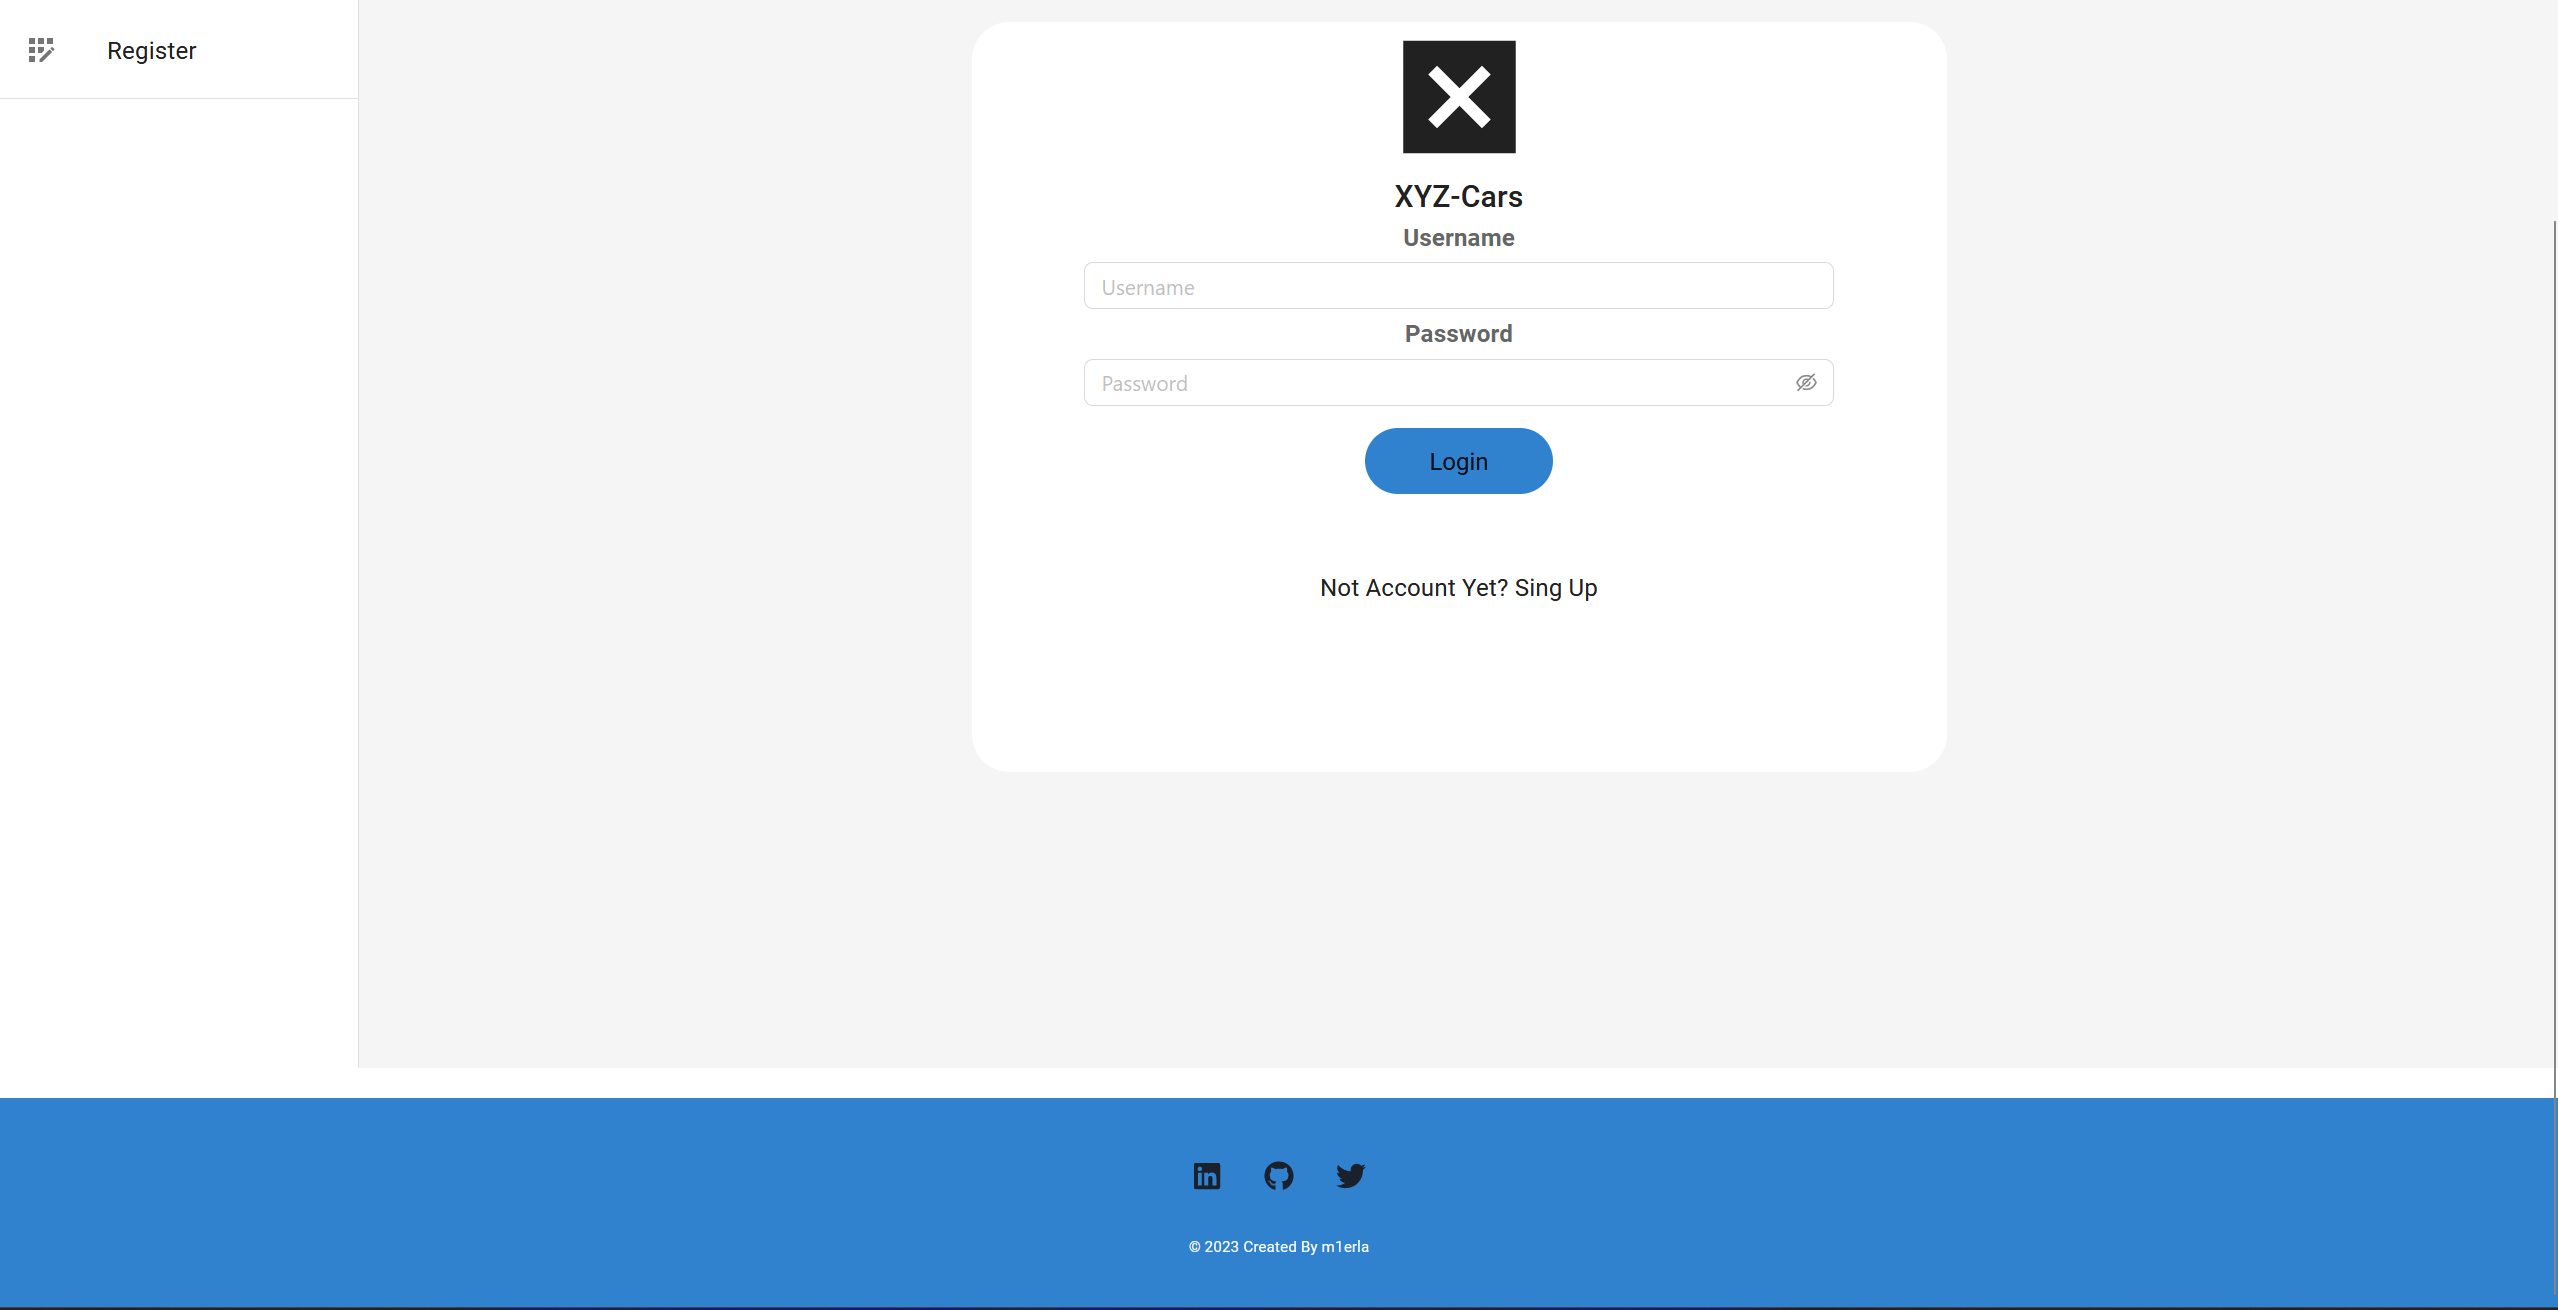 Register
XYZ-Cars
Username
Username
Password
Password
Login
Not Account Yet? Sing Up
© 2023 Created By m1erla